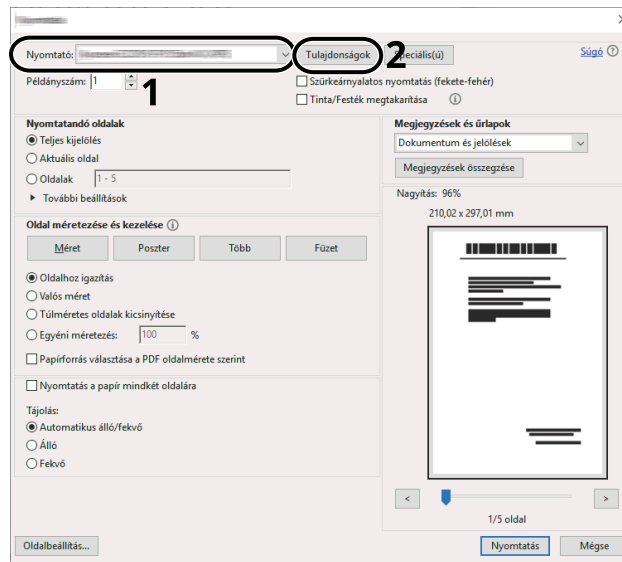 Nyomtató:
Tulajdonságok
2
Speciális(ú)
Súgó
Példányszám: 1
1
Szürkeárnyalatos nyomtatás (fekete-fehér)
Tinta/Festék megtakarítása
Nyomtatandó oldalak
Teljes kijelölés
Aktuális oldal
Oldalak 1 - 5
További beállítások
Oldal méretezése és kezelése
Méret Poszter Több Füzet
Oldalhoz igazítás
Valós méret
Túlméretes oldalak kicsinyítése
Egyéni méretezés: 100 %
Papírforrás választása a PDF oldalmérete szerint
Nyomtatás a papír mindkét oldalára
Tájolás:
Automatikus álló/fekvő
Álló
Fekvő
Megjegyzések és űrlapok
Dokumentum és jelölések
Megjegyzések összegzése
Nagyítás: 96%
210,02 x 297,01 mm
< >
1/5 oldal
Oldalbeállítás...
Nyomtatás Mégse